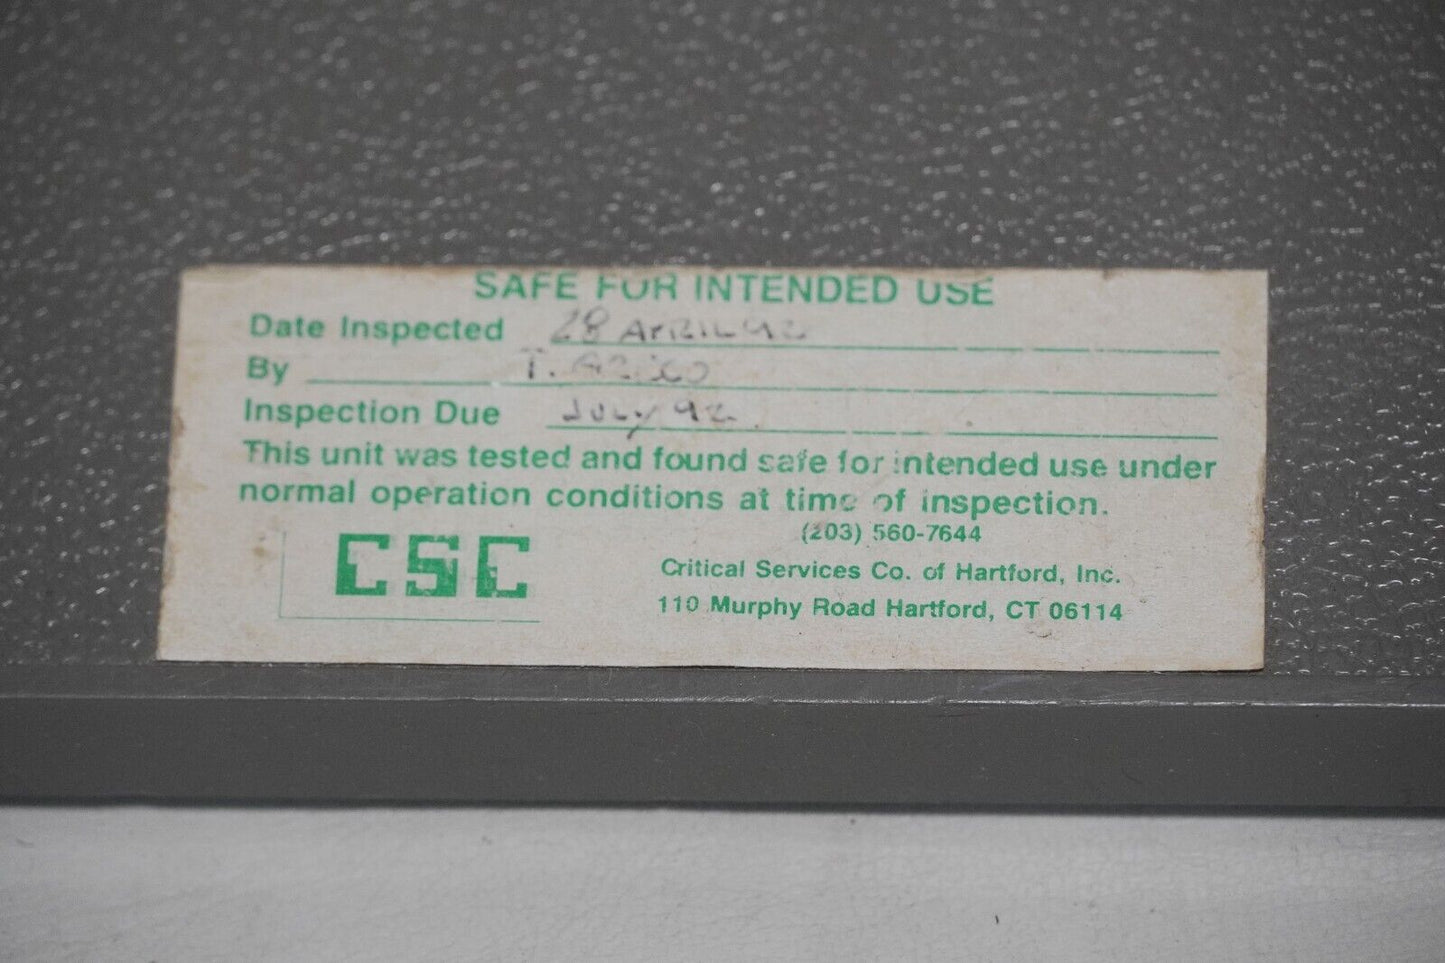 SAFE FOR INTENDED USE
Date Inspected 28 APRIL 92
By T.
Inspection Due JULY 92
This unit was tested and found safe for intended use under
normal operation conditions at time of inspection.
(203) 560-7644
CSC
Critical Services Co. of Hartford, Inc.
110 Murphy Road Hartford, CT 06114